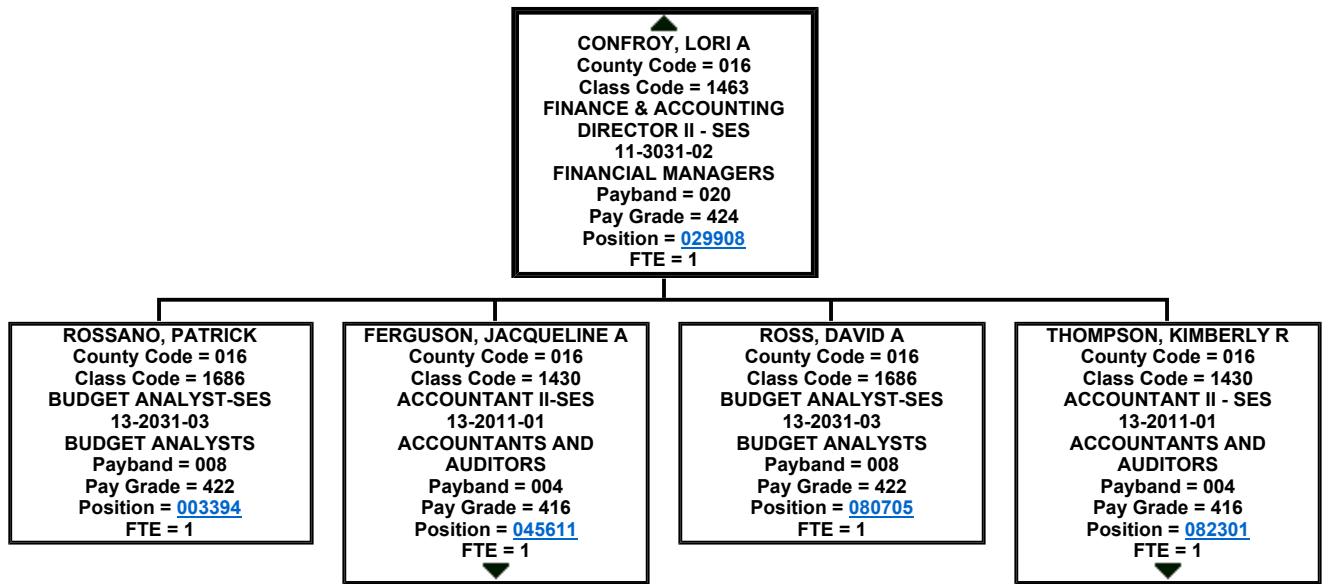 CONFROY, LORI A
County Code = 016
Class Code = 1463
FINANCE & ACCOUNTING
DIRECTOR II - SES
11-3031-02
FINANCIAL MANAGERS
Payband = 020
Pay Grade = 424
Position = 029908
FTE = 1
ROSSANO, PATRICK
County Code = 016
Class Code = 1686
BUDGET ANALYST-SES
13-2031-03
BUDGET ANALYSTS
Payband = 008
Pay Grade = 422
Position = 003394
FTE = 1
FERGUSON, JACQUELINE A
County Code = 016
Class Code = 1430
ACCOUNTANT II-SES
13-2011-01
ACCOUNTANTS AND
AUDITORS
Payband = 004
Pay Grade = 416
Position = 045611
FTE = 1
ROSS, DAVID A
County Code = 016
Class Code = 1686
BUDGET ANALYST-SES
13-2031-03
BUDGET ANALYSTS
Payband = 008
Pay Grade = 422
Position = 080705
FTE = 1
THOMPSON, KIMBERLY R
County Code = 016
Class Code = 1430
ACCOUNTANT II - SES
13-2011-01
ACCOUNTANTS AND
AUDITORS
Payband = 004
Pay Grade = 416
Position = 082301
FTE = 1